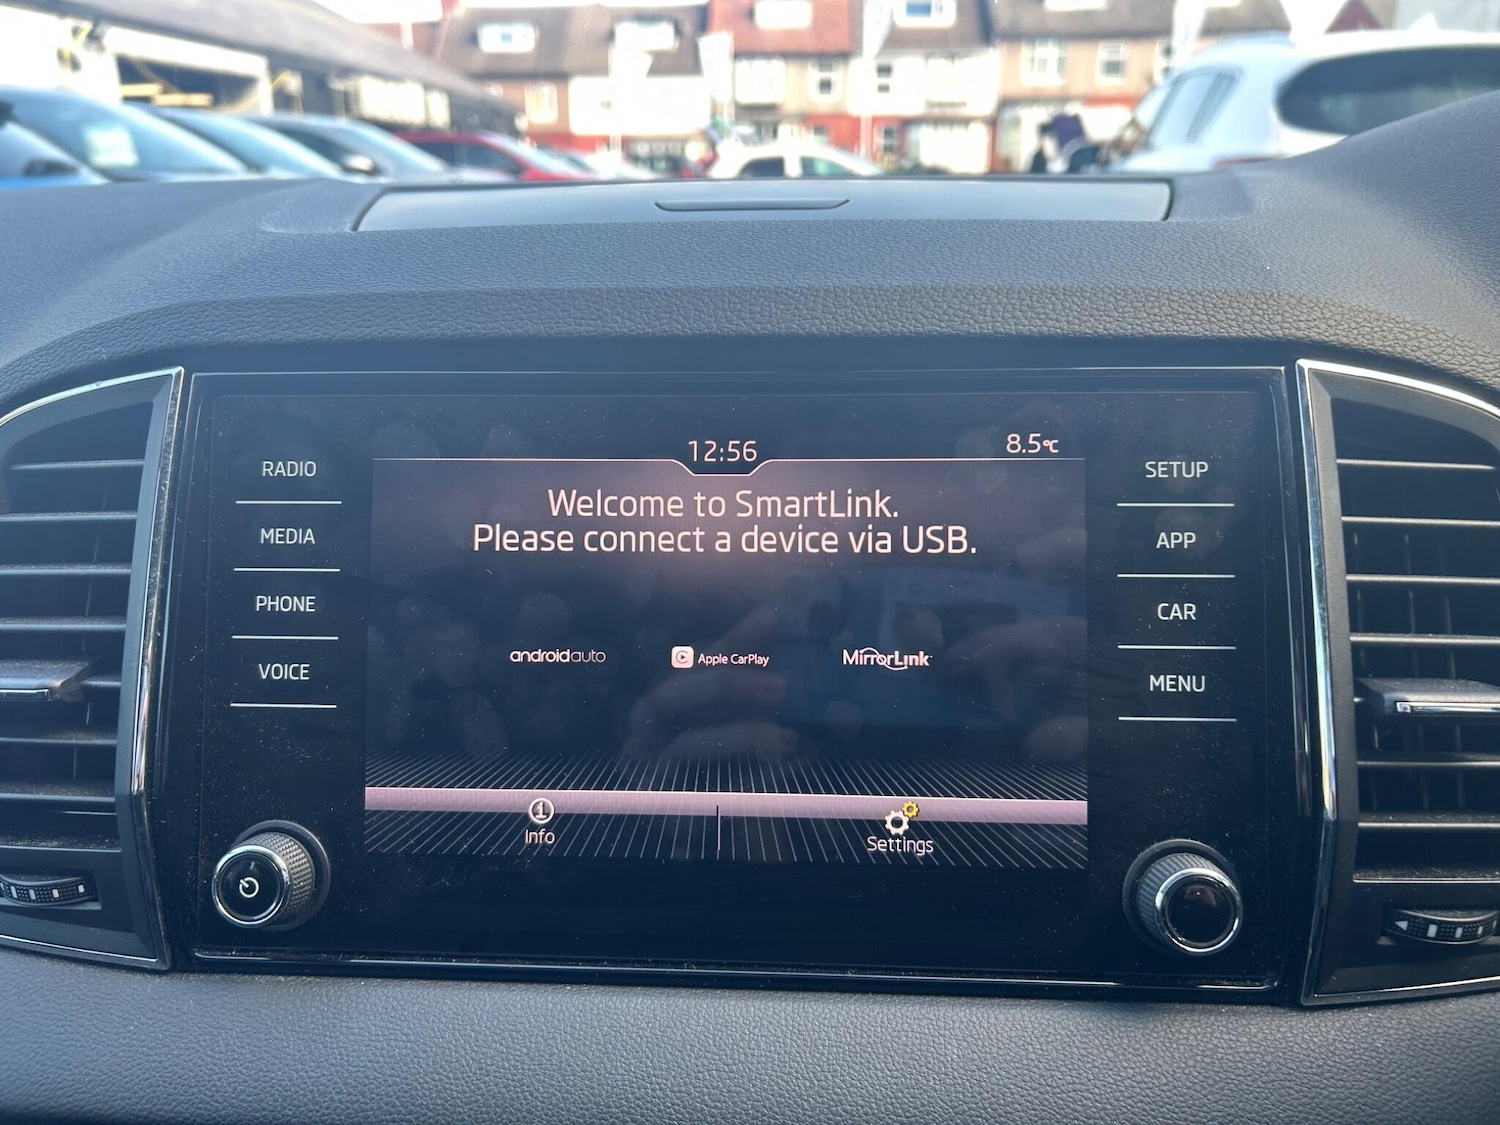 12:56
8.5°C
RADIO
MEDIA
PHONE
VOICE
Welcome to SmartLink.
Please connect a device via USB.
androidauto
Apple CarPlay
MirrorLink
Info
Settings
SETUP
APP
CAR
MENU